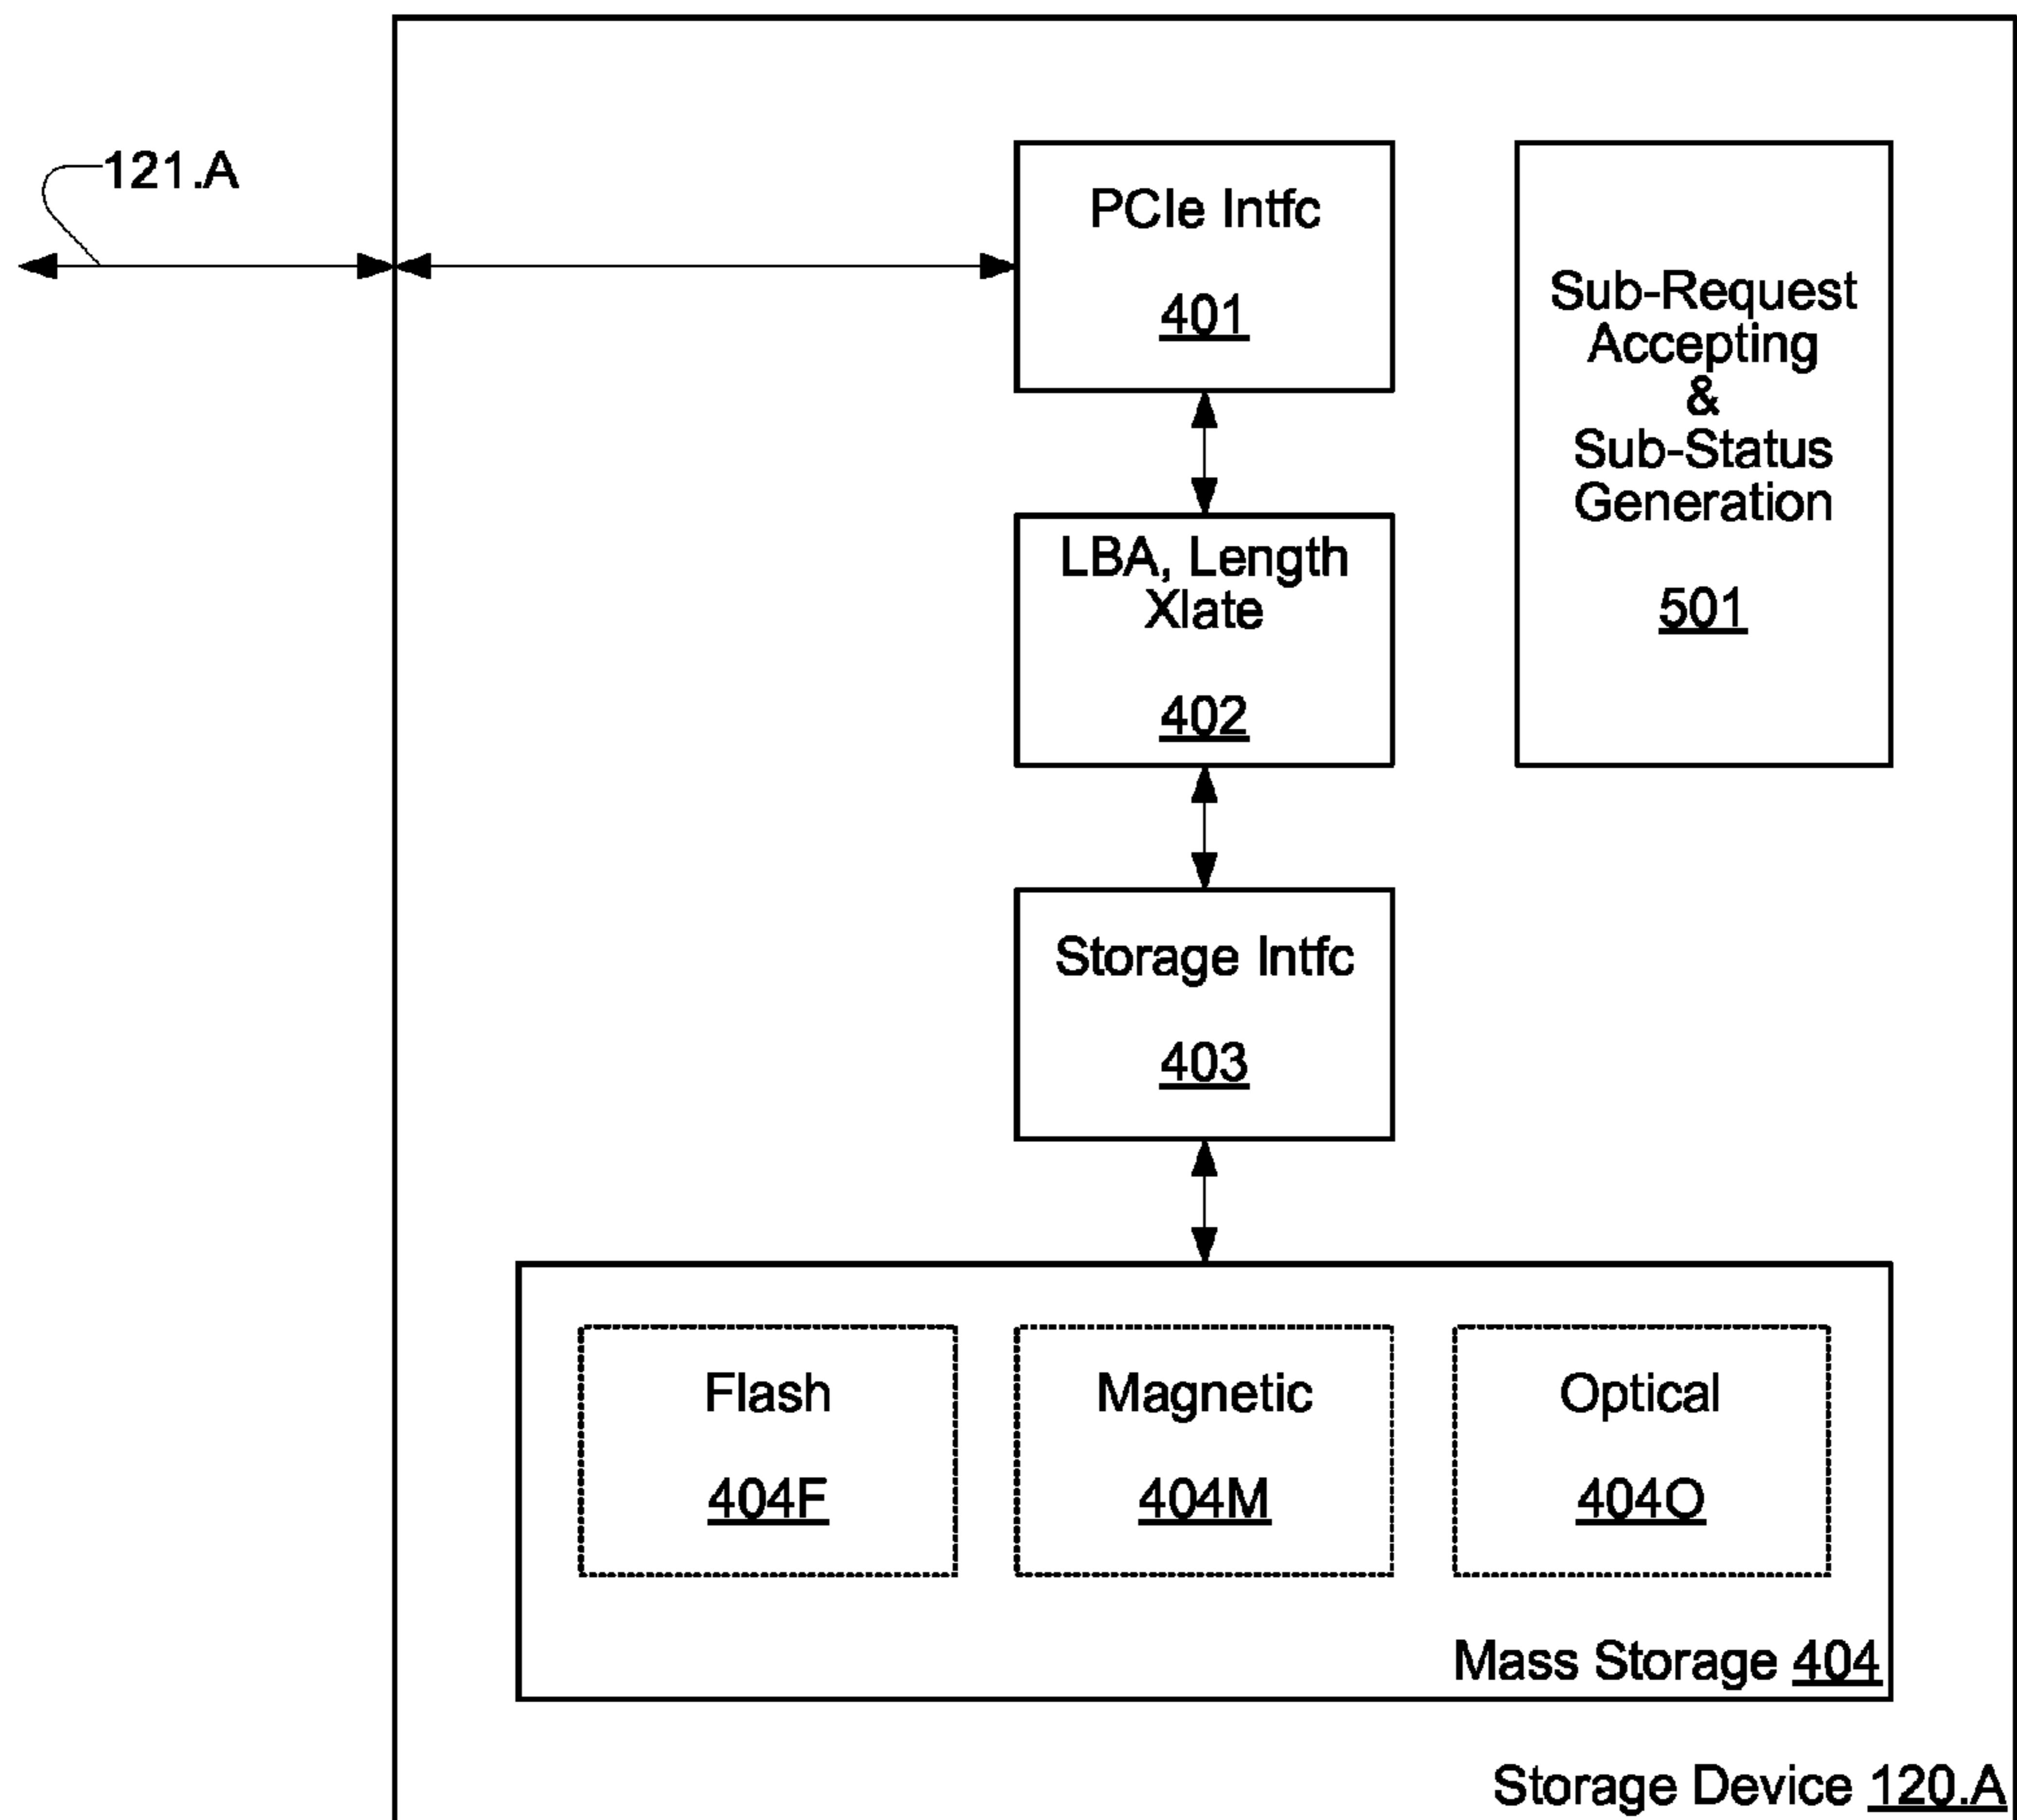 121.A
PCIe Intfc
401
Sub-Request
Accepting
&
Sub-Status
Generation
501
LBA, Length
Xlate
402
Storage Intfc
403
Flash
404F
Magnetic
404M
Optical
404O
Mass Storage 404
Storage Device 120.A